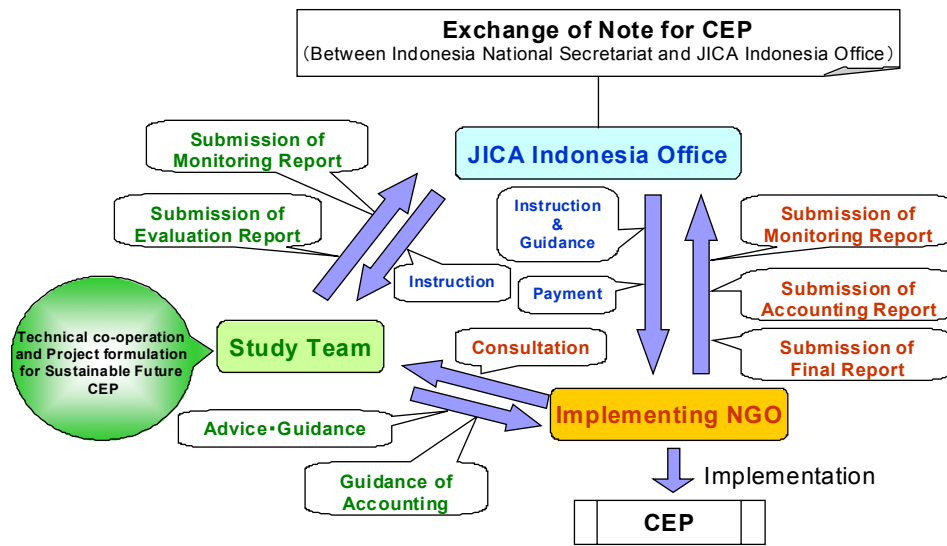 Exchange of Note for CEP
(Between Indonesia National Secretariat and JICA Indonesia Office)
Submission of
Monitoring Report
JICA Indonesia Office
Submission of
Evaluation Report
Instruction
&
Guidance
Submission of
Monitoring Report
Instruction
Payment
Submission of
Accounting Report
Technical co-operation
and Project formulation
for Sustainable Future
CEP
Study Team
Consultation
Submission of
Final Report
Advice・Guidance
Implementing NGO
Guidance of
Accounting
Implementation
CEP